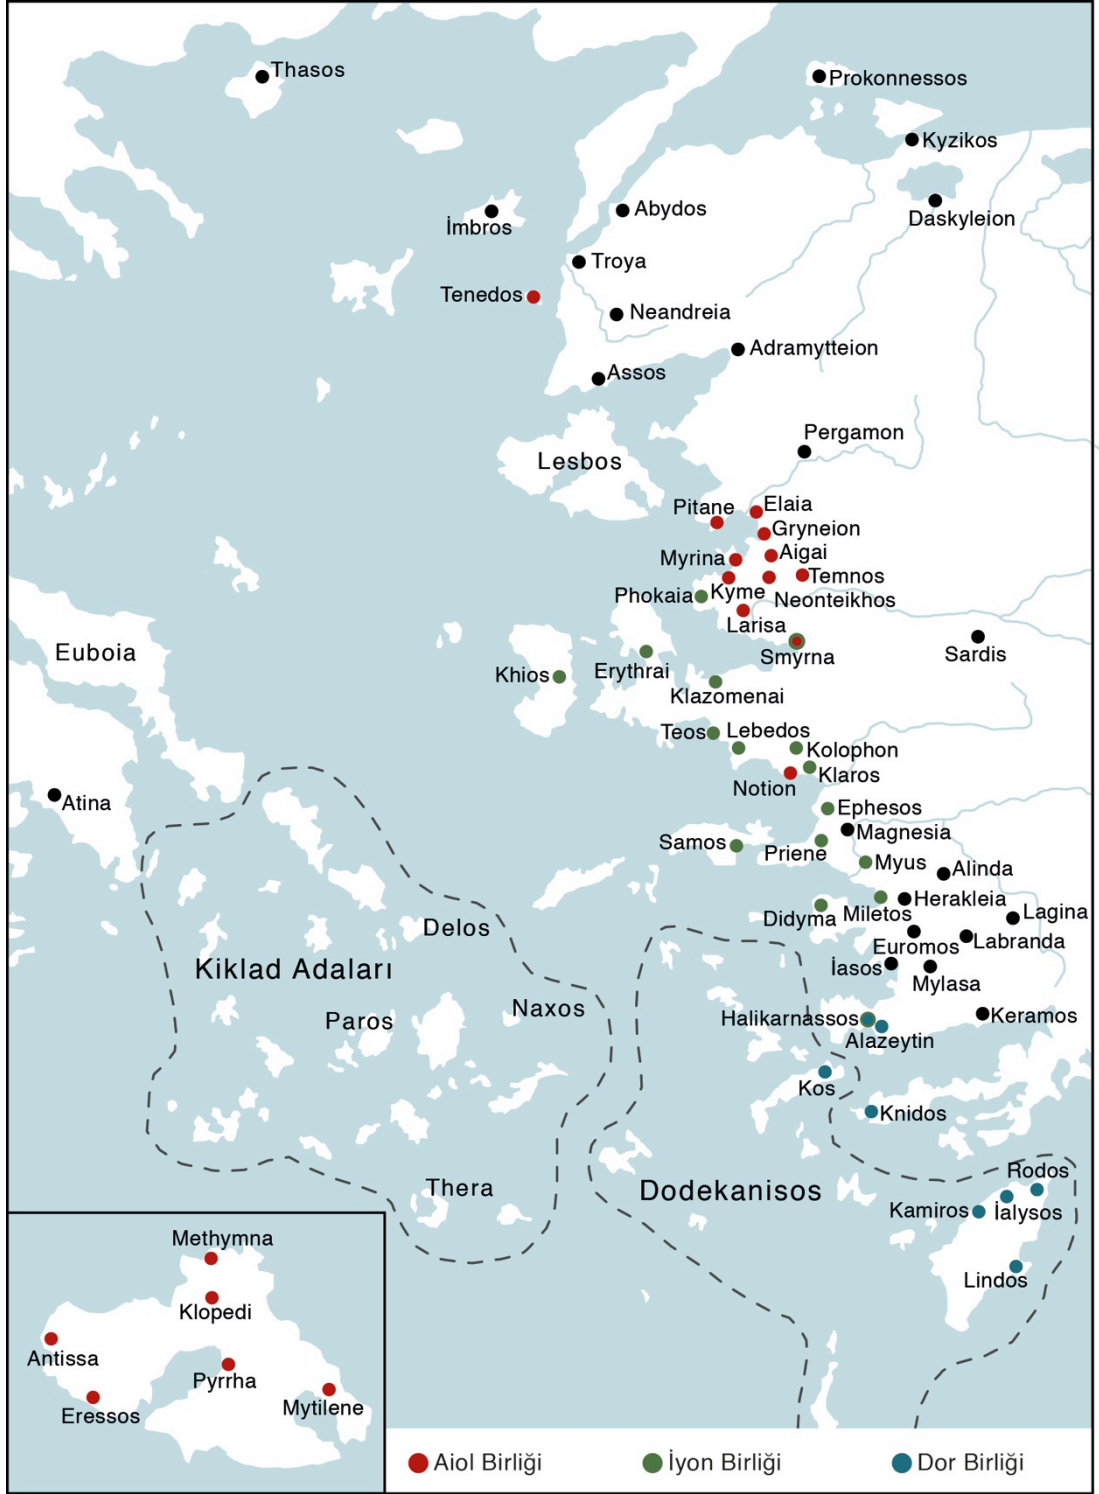 Thasos
Prokonnessos
Kyzikos
Abydos
Daskyleion
İmbros
Troya
Tenedos
Neandreia
Adramytteion
Assos
Pergamon
Lesbos
Pitane
Elaia
Gryneion
Myrina
Aigai
Temnos
Phokaia
Kyme
Neonteikhos
Larisa
Euboia
Smyrna
Sardis
Khios
Erythrai
Klazomenai
Teos
Lebedos
Kolophon
Klaros
Notion
Atina
Ephesos
Magnesia
Samos
Priene
Myus
Alinda
Herakleia
Lagina
Didyma
Miletos
Delos
Euromos
Labranda
Kiklad Adaları
İasos
Mylasa
Naxos
Paros
Halikarnassos
Keramos
Alazeytin
Kos
Knidos
Rodos
Thera
Dodekanisos
Kamiros
İalysos
Lindos
Methymna
Klopedi
Antissa
Pyrrha
Eressos
Mytilene
Aiol Birliği
İyon Birliği
Dor Birliği